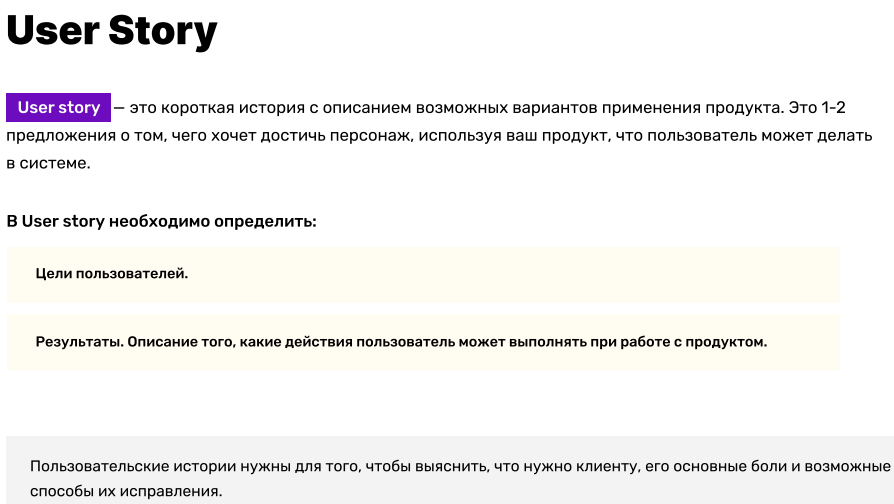 User Story
User story — это короткая история с описанием возможных вариантов применения продукта. Это 1-2
предложения о том, чего хочет достичь персонаж, используя ваш продукт, что пользователь может делать
в системе.
В User story необходимо определить:
Цели пользователей.
Результаты. Описание того, какие действия пользователь может выполнять при работе с продуктом.
Пользовательские истории нужны для того, чтобы выяснить, что нужно клиенту, его основные боли и возможные
способы их исправления.